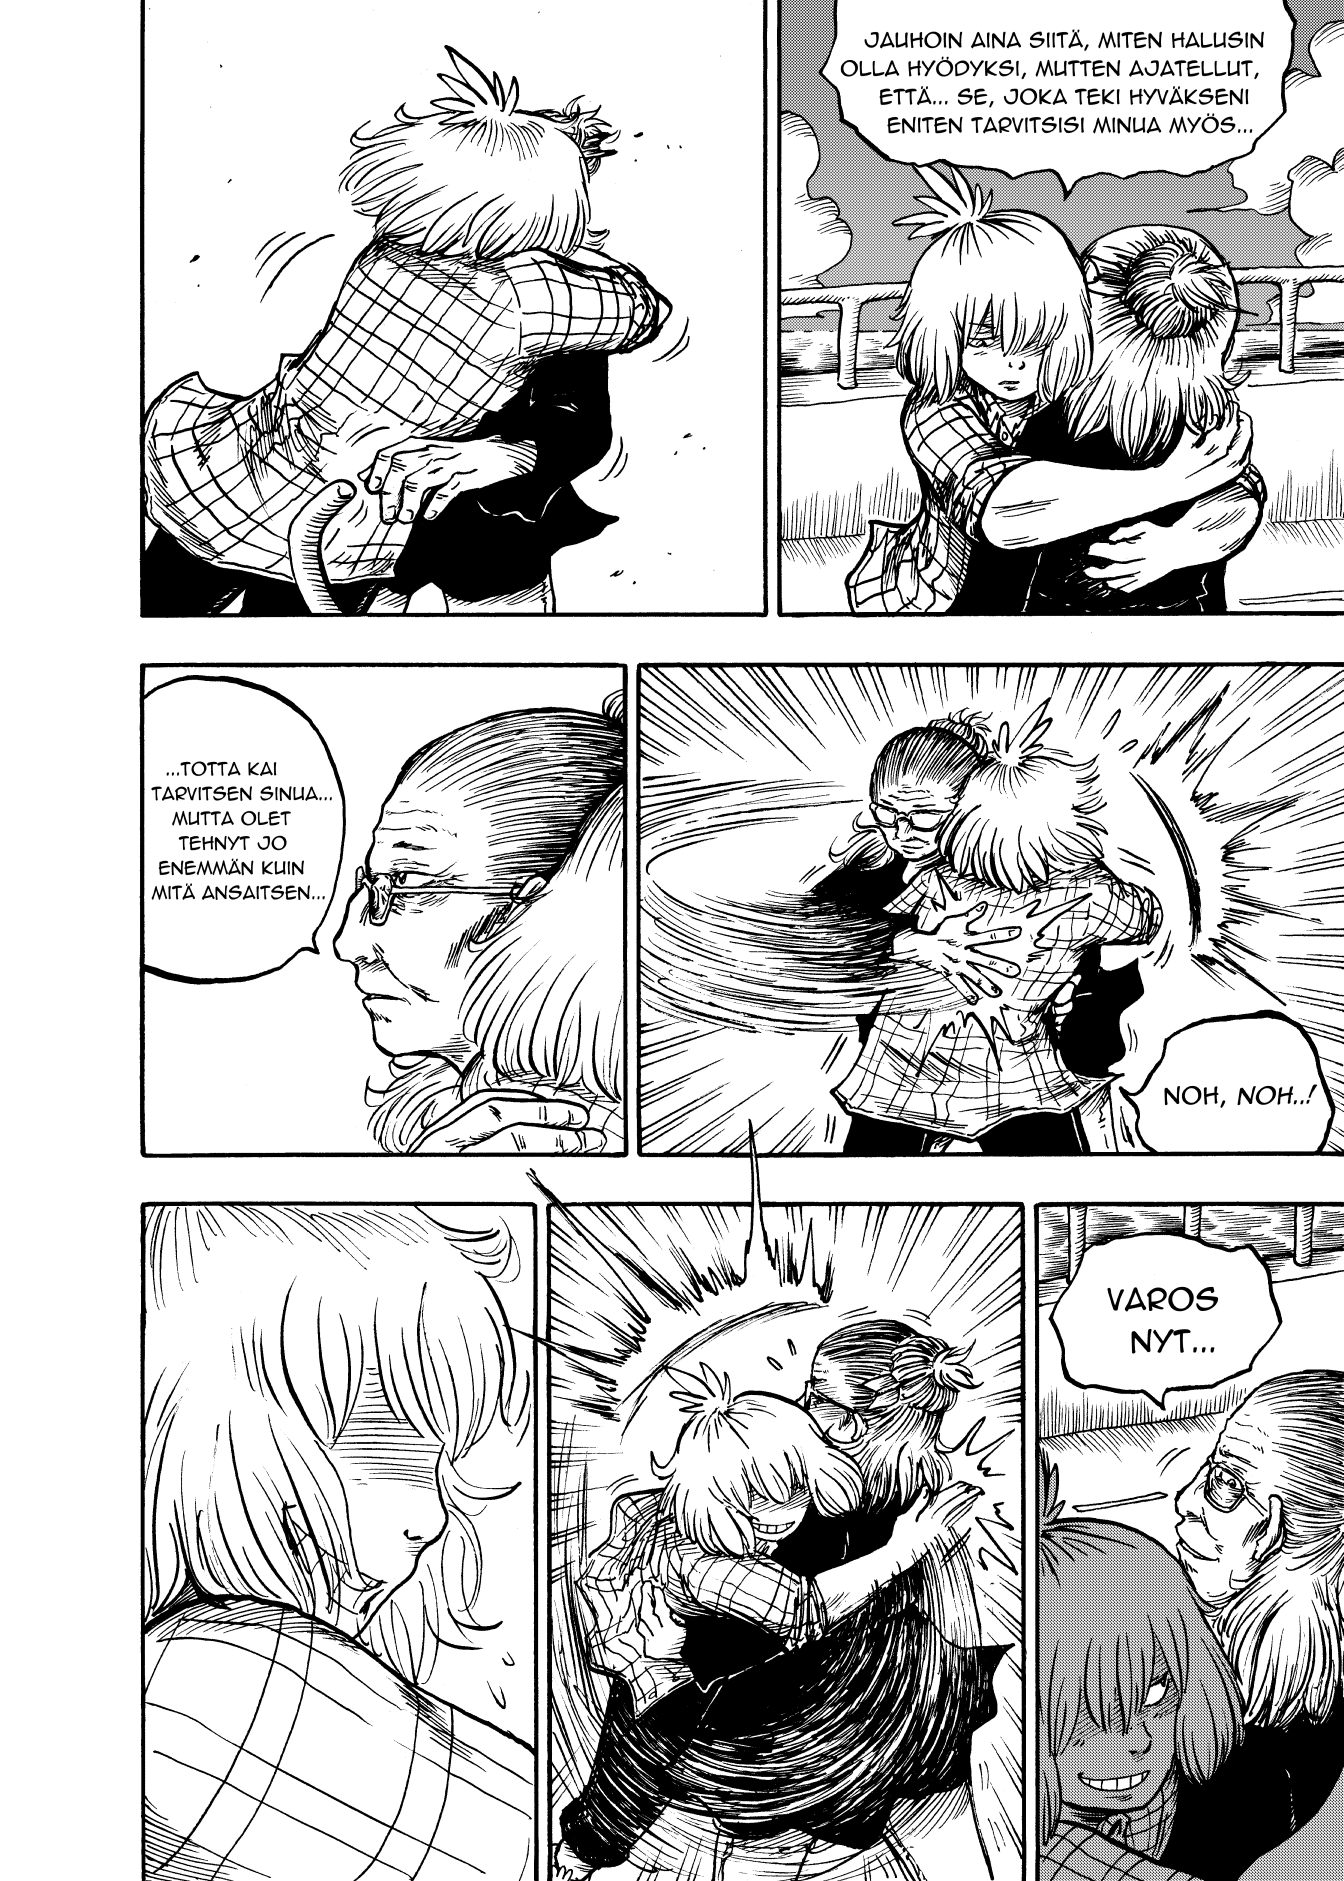 JAUHOIN AINA SIITÄ, MITEN HALUSIN
OLLA HYÖDYKSI, MUTTEN AJATELLUT,
ETTÄ... SE, JOKA TEKI HYVÄKSENI
ENITEN TARVITSISI MINUA MYÖS...
NOH, NOH..!
...TOTTA KAI
TARVITSEN SINUA...
MUTTA OLET
TEHNYT JO
ENEMMÄN KUIN
MITÄ ANSAITSEN...
VAROS
NYT...